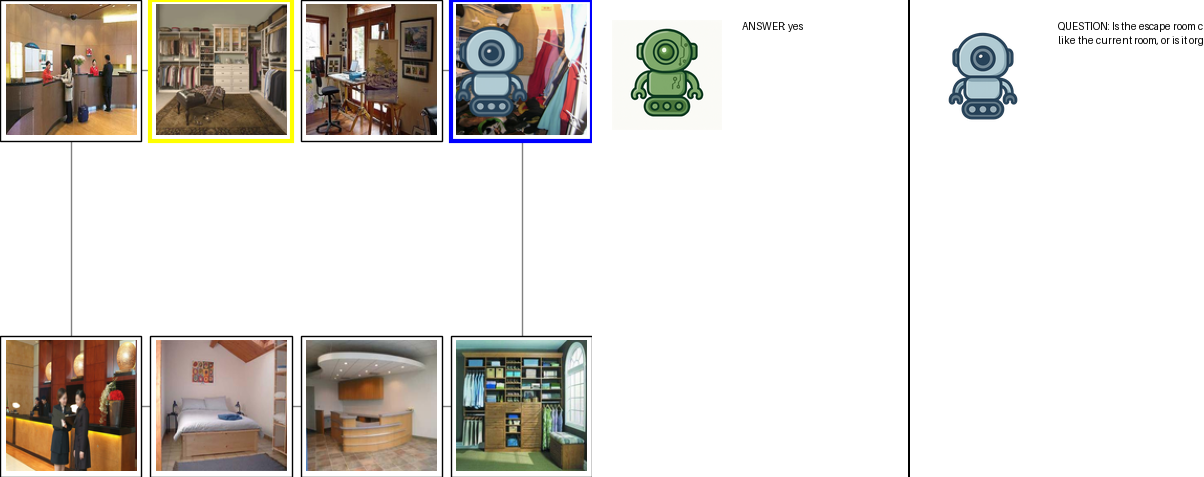 ANSWER: yes
QUESTION: Is the escape room c
like the current room, or is it org